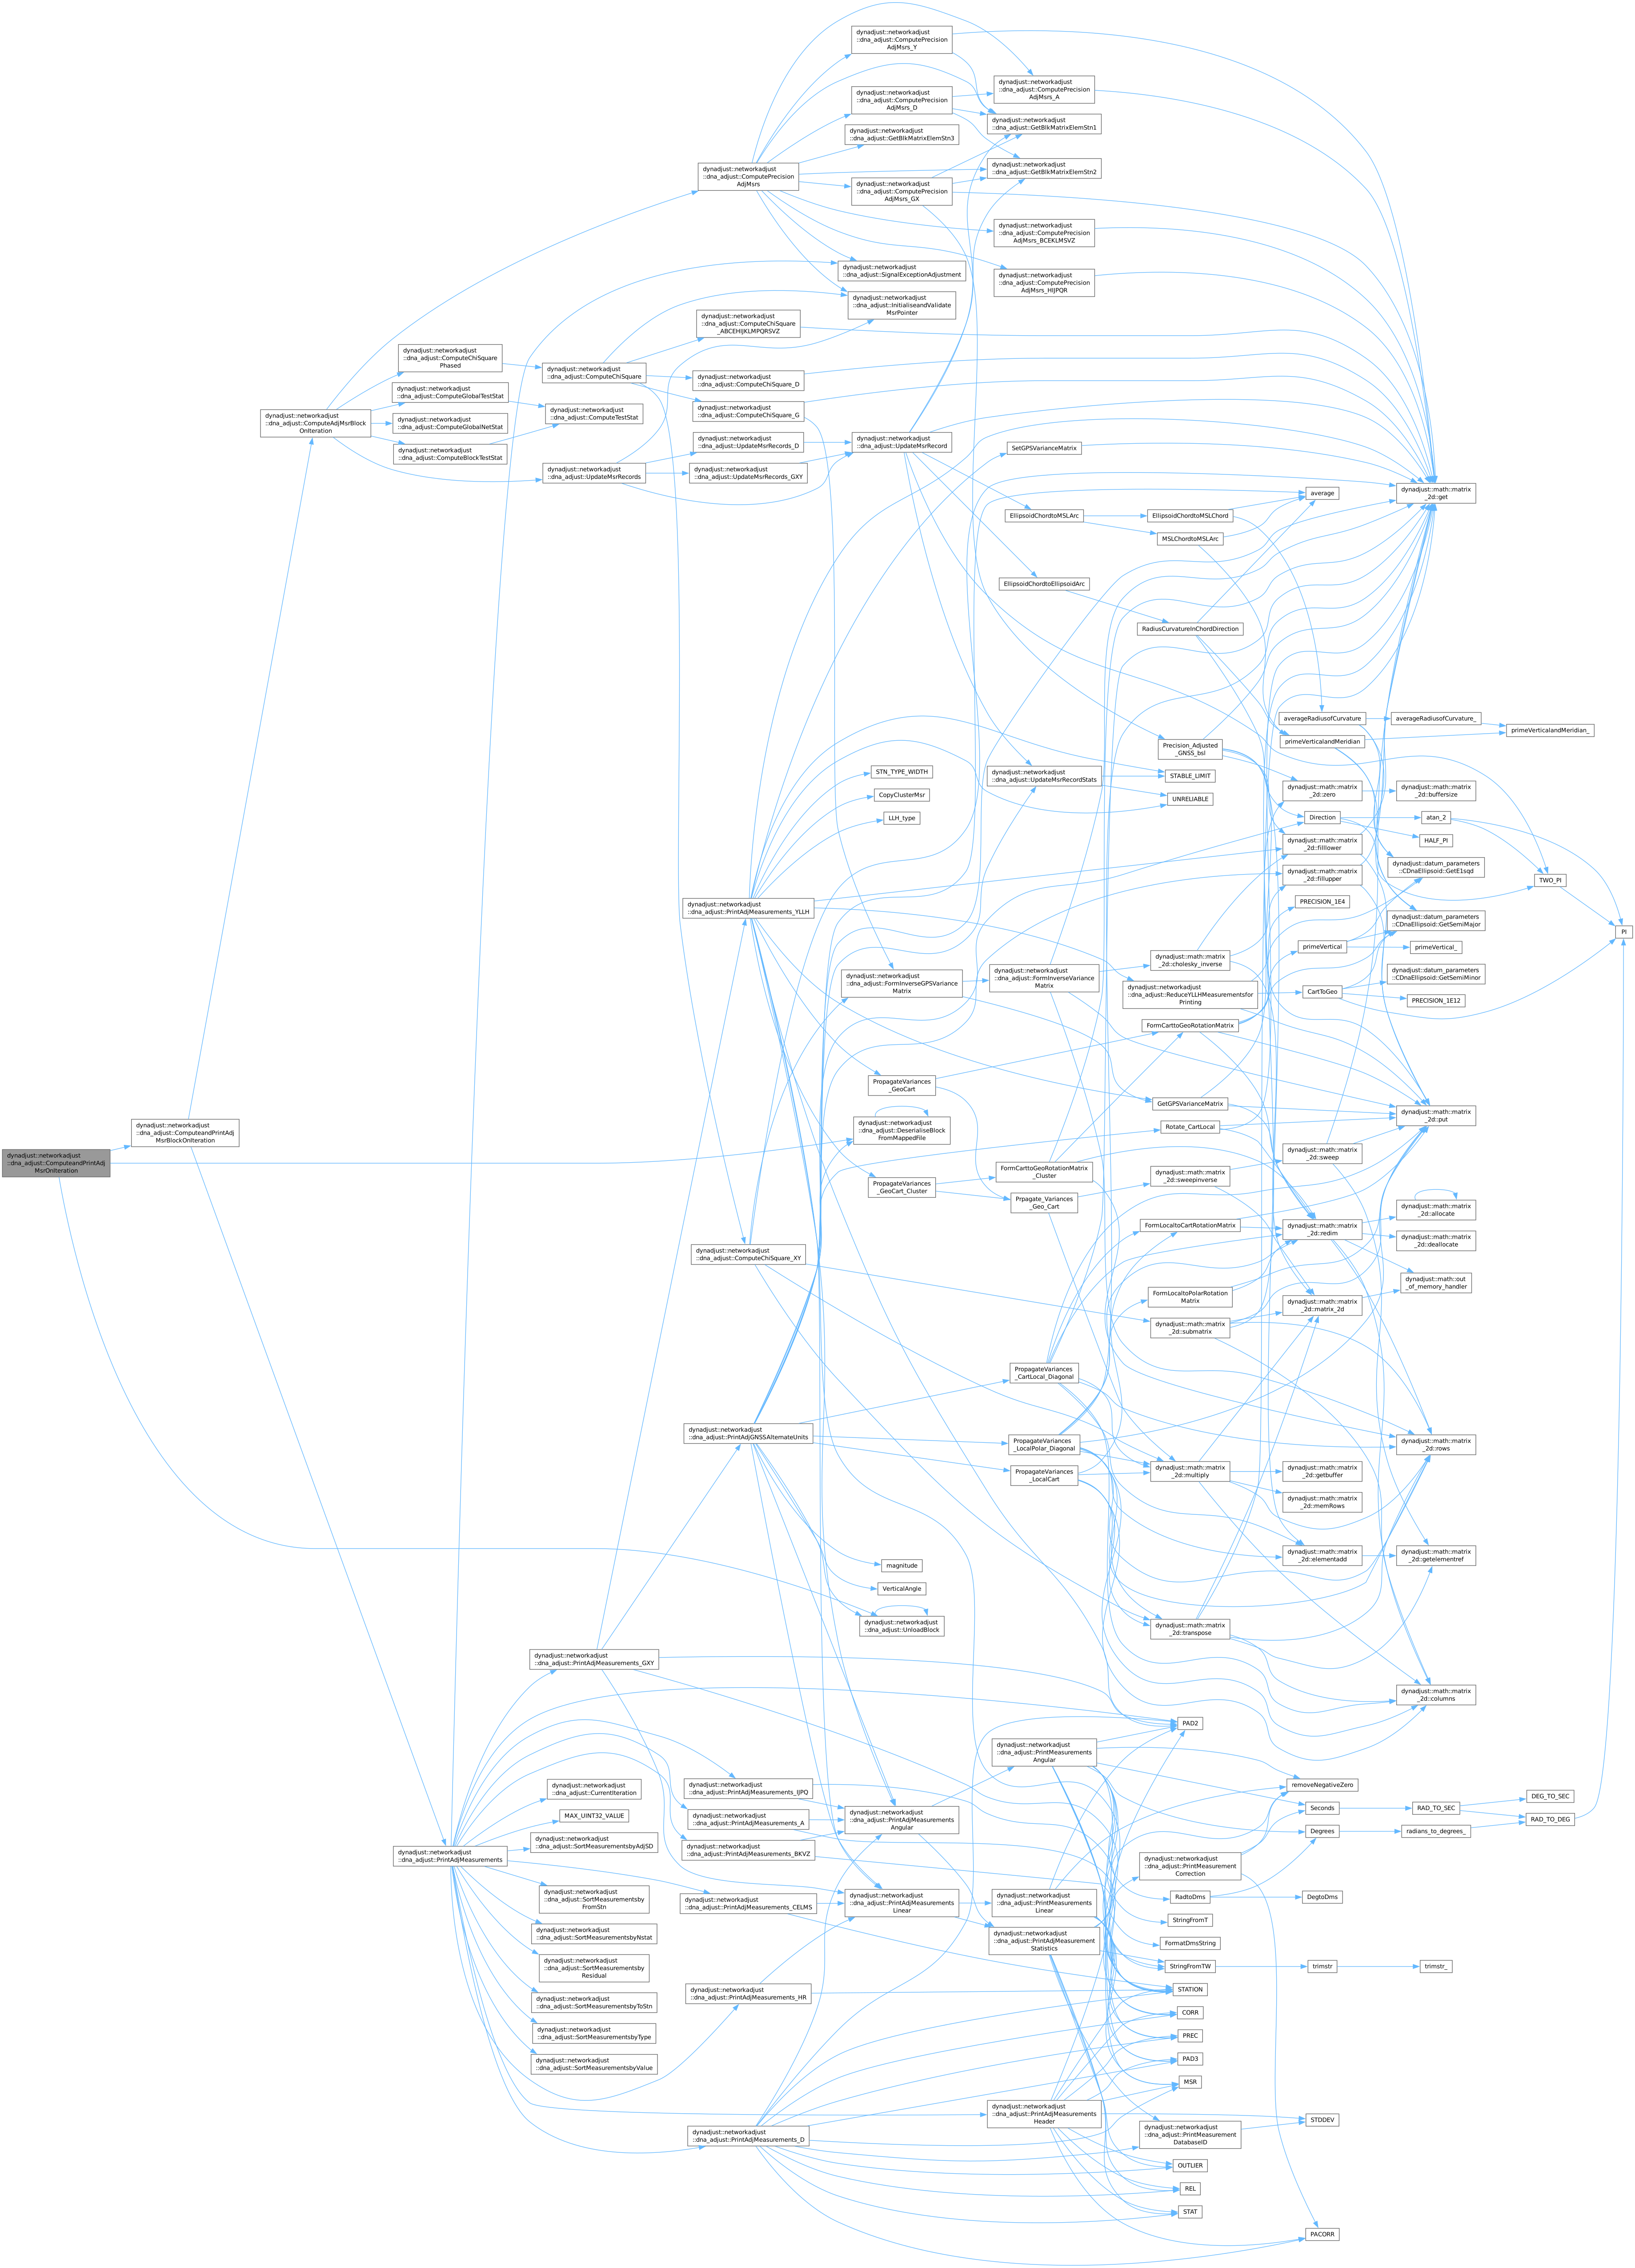 dynadjust::networkadjust
::dna_adjust::ComputeandPrintAdj
MsrOnIteration
dynadjust::networkadjust
::dna_adjust::ComputeandPrintAdj
MsrBlockOnIteration
dynadjust::networkadjust
::dna_adjust::ComputeAdjMsrBlock
OnIteration
dynadjust::networkadjust
::dna_adjust::ComputeChiSquare
Phased
dynadjust::networkadjust
::dna_adjust::ComputeGlobalTestStat
dynadjust::networkadjust
::dna_adjust::ComputeGlobalNetStat
dynadjust::networkadjust
::dna_adjust::ComputeBlockTestStat
dynadjust::networkadjust
::dna_adjust::PrintAdjMeasurements
dynadjust::networkadjust
::dna_adjust::ComputeChiSquare
dynadjust::networkadjust
::dna_adjust::ComputeTestStat
dynadjust::networkadjust
::dna_adjust::UpdateMsrRecords
dynadjust::networkadjust
::dna_adjust::CurrentIteration
MAX_UINT32_VALUE
dynadjust::networkadjust
::dna_adjust::SortMeasurementsbyAdjSD
dynadjust::networkadjust
::dna_adjust::SortMeasurementsby
FromStn
dynadjust::networkadjust
::dna_adjust::SortMeasurementsbyNstat
dynadjust::networkadjust
::dna_adjust::SortMeasurementsby
Residual
dynadjust::networkadjust
::dna_adjust::SortMeasurementsbyToStn
dynadjust::networkadjust
::dna_adjust::SortMeasurementsbyType
dynadjust::networkadjust
::dna_adjust::SortMeasurementsbyValue
dynadjust::networkadjust
::dna_adjust::PrintAdjMeasurements_GXY
dynadjust::networkadjust
::dna_adjust::ComputePrecision
AdjMsrs
dynadjust::networkadjust
::dna_adjust::ComputeChiSquare
_ABCEHIJKLMPQRSVZ
dynadjust::networkadjust
::dna_adjust::ComputeChiSquare_D
dynadjust::networkadjust
::dna_adjust::ComputeChiSquare_G
dynadjust::networkadjust
::dna_adjust::UpdateMsrRecords_D
dynadjust::networkadjust
::dna_adjust::UpdateMsrRecords_GXY
dynadjust::networkadjust
::dna_adjust::PrintAdjMeasurements_YLLH
dynadjust::networkadjust
::dna_adjust::ComputeChiSquare_XY
dynadjust::networkadjust
::dna_adjust::PrintAdjGNSSAlternateUnits
dynadjust::networkadjust
::dna_adjust::PrintAdjMeasurements_IJPQ
dynadjust::networkadjust
::dna_adjust::PrintAdjMeasurements_A
dynadjust::networkadjust
::dna_adjust::PrintAdjMeasurements_BKVZ
dynadjust::networkadjust
::dna_adjust::PrintAdjMeasurements_CELMS
dynadjust::networkadjust
::dna_adjust::PrintAdjMeasurements_HR
dynadjust::networkadjust
::dna_adjust::PrintAdjMeasurements_D
dynadjust::networkadjust
::dna_adjust::ComputePrecision
AdjMsrs_Y
dynadjust::networkadjust
::dna_adjust::ComputePrecision
AdjMsrs_D
dynadjust::networkadjust
::dna_adjust::GetBlkMatrixElemStn3
dynadjust::networkadjust
::dna_adjust::ComputePrecision
AdjMsrs_GX
dynadjust::networkadjust
::dna_adjust::SignalExceptionAdjustment
dynadjust::networkadjust
::dna_adjust::InitialiseandValidate
MsrPointer
dynadjust::networkadjust
::dna_adjust::UpdateMsrRecord
STN_TYPE_WIDTH
CopyClusterMsr
LLH_type
dynadjust::networkadjust
::dna_adjust::FormInverseGPSVariance
Matrix
PropagateVariances
_GeoCart
dynadjust::networkadjust
::dna_adjust::DeserialiseBlock
FromMappedFile
PropagateVariances
_GeoCart_Cluster
magnitude
VerticalAngle
dynadjust::networkadjust
::dna_adjust::UnloadBlock
dynadjust::networkadjust
::dna_adjust::PrintAdjMeasurements
Angular
dynadjust::networkadjust
::dna_adjust::PrintAdjMeasurements
Linear
dynadjust::networkadjust
::dna_adjust::ComputePrecision
AdjMsrs_A
dynadjust::networkadjust
::dna_adjust::GetBlkMatrixElemStn1
dynadjust::networkadjust
::dna_adjust::GetBlkMatrixElemStn2
dynadjust::networkadjust
::dna_adjust::ComputePrecision
AdjMsrs_BCEKLMSVZ
dynadjust::networkadjust
::dna_adjust::ComputePrecision
AdjMsrs_HIJPQR
SetGPSVarianceMatrix
EllipsoidChordtoMSLArc
EllipsoidChordtoEllipsoidArc
dynadjust::networkadjust
::dna_adjust::UpdateMsrRecordStats
dynadjust::networkadjust
::dna_adjust::FormInverseVariance
Matrix
FormCarttoGeoRotationMatrix
_Cluster
Prpagate_Variances
_Geo_Cart
PropagateVariances
_CartLocal_Diagonal
PropagateVariances
_LocalPolar_Diagonal
PropagateVariances
_LocalCart
dynadjust::networkadjust
::dna_adjust::PrintMeasurements
Angular
dynadjust::networkadjust
::dna_adjust::PrintMeasurements
Linear
dynadjust::networkadjust
::dna_adjust::PrintAdjMeasurement
Statistics
dynadjust::networkadjust
::dna_adjust::PrintAdjMeasurements
Header
EllipsoidChordtoMSLChord
MSLChordtoMSLArc
RadiusCurvatureInChordDirection
Precision_Adjusted
_GNSS_bsl
STABLE_LIMIT
UNRELIABLE
dynadjust::math::matrix
_2d::cholesky_inverse
dynadjust::networkadjust
::dna_adjust::ReduceYLLHMeasurementsfor
Printing
FormCarttoGeoRotationMatrix
GetGPSVarianceMatrix
Rotate_CartLocal
dynadjust::math::matrix
_2d::sweepinverse
FormLocaltoCartRotationMatrix
FormLocaltoPolarRotation
Matrix
dynadjust::math::matrix
_2d::submatrix
dynadjust::math::matrix
_2d::multiply
dynadjust::math::matrix
_2d::transpose
PAD2
dynadjust::networkadjust
::dna_adjust::PrintMeasurement
Correction
RadtoDms
StringFromT
FormatDmsString
StringFromTW
STATION
CORR
PREC
PAD3
MSR
dynadjust::networkadjust
::dna_adjust::PrintMeasurement
DatabaseID
OUTLIER
REL
STAT
average
averageRadiusofCurvature
primeVerticalandMeridian
dynadjust::math::matrix
_2d::zero
Direction
dynadjust::math::matrix
_2d::filllower
dynadjust::math::matrix
_2d::fillupper
PRECISION_1E4
primeVertical
CartToGeo
dynadjust::math::matrix
_2d::sweep
dynadjust::math::matrix
_2d::redim
dynadjust::math::matrix
_2d::matrix_2d
dynadjust::math::matrix
_2d::getbuffer
dynadjust::math::matrix
_2d::memRows
dynadjust::math::matrix
_2d::elementadd
removeNegativeZero
Seconds
Degrees
DegtoDms
trimstr
STDDEV
PACORR
dynadjust::math::matrix
_2d::get
averageRadiusofCurvature_
dynadjust::math::matrix
_2d::buffersize
atan_2
HALF_PI
dynadjust::datum_parameters
::CDnaEllipsoid::GetE1sqd
dynadjust::datum_parameters
::CDnaEllipsoid::GetSemiMajor
primeVertical_
dynadjust::datum_parameters
::CDnaEllipsoid::GetSemiMinor
PRECISION_1E12
dynadjust::math::matrix
_2d::put
dynadjust::math::matrix
_2d::allocate
dynadjust::math::matrix
_2d::deallocate
dynadjust::math::out
_of_memory_handler
dynadjust::math::matrix
_2d::rows
dynadjust::math::matrix
_2d::getelementref
dynadjust::math::matrix
_2d::columns
RAD_TO_SEC
radians_to_degrees_
trimstr_
primeVerticalandMeridian_
TWO_PI
DEG_TO_SEC
RAD_TO_DEG
PI